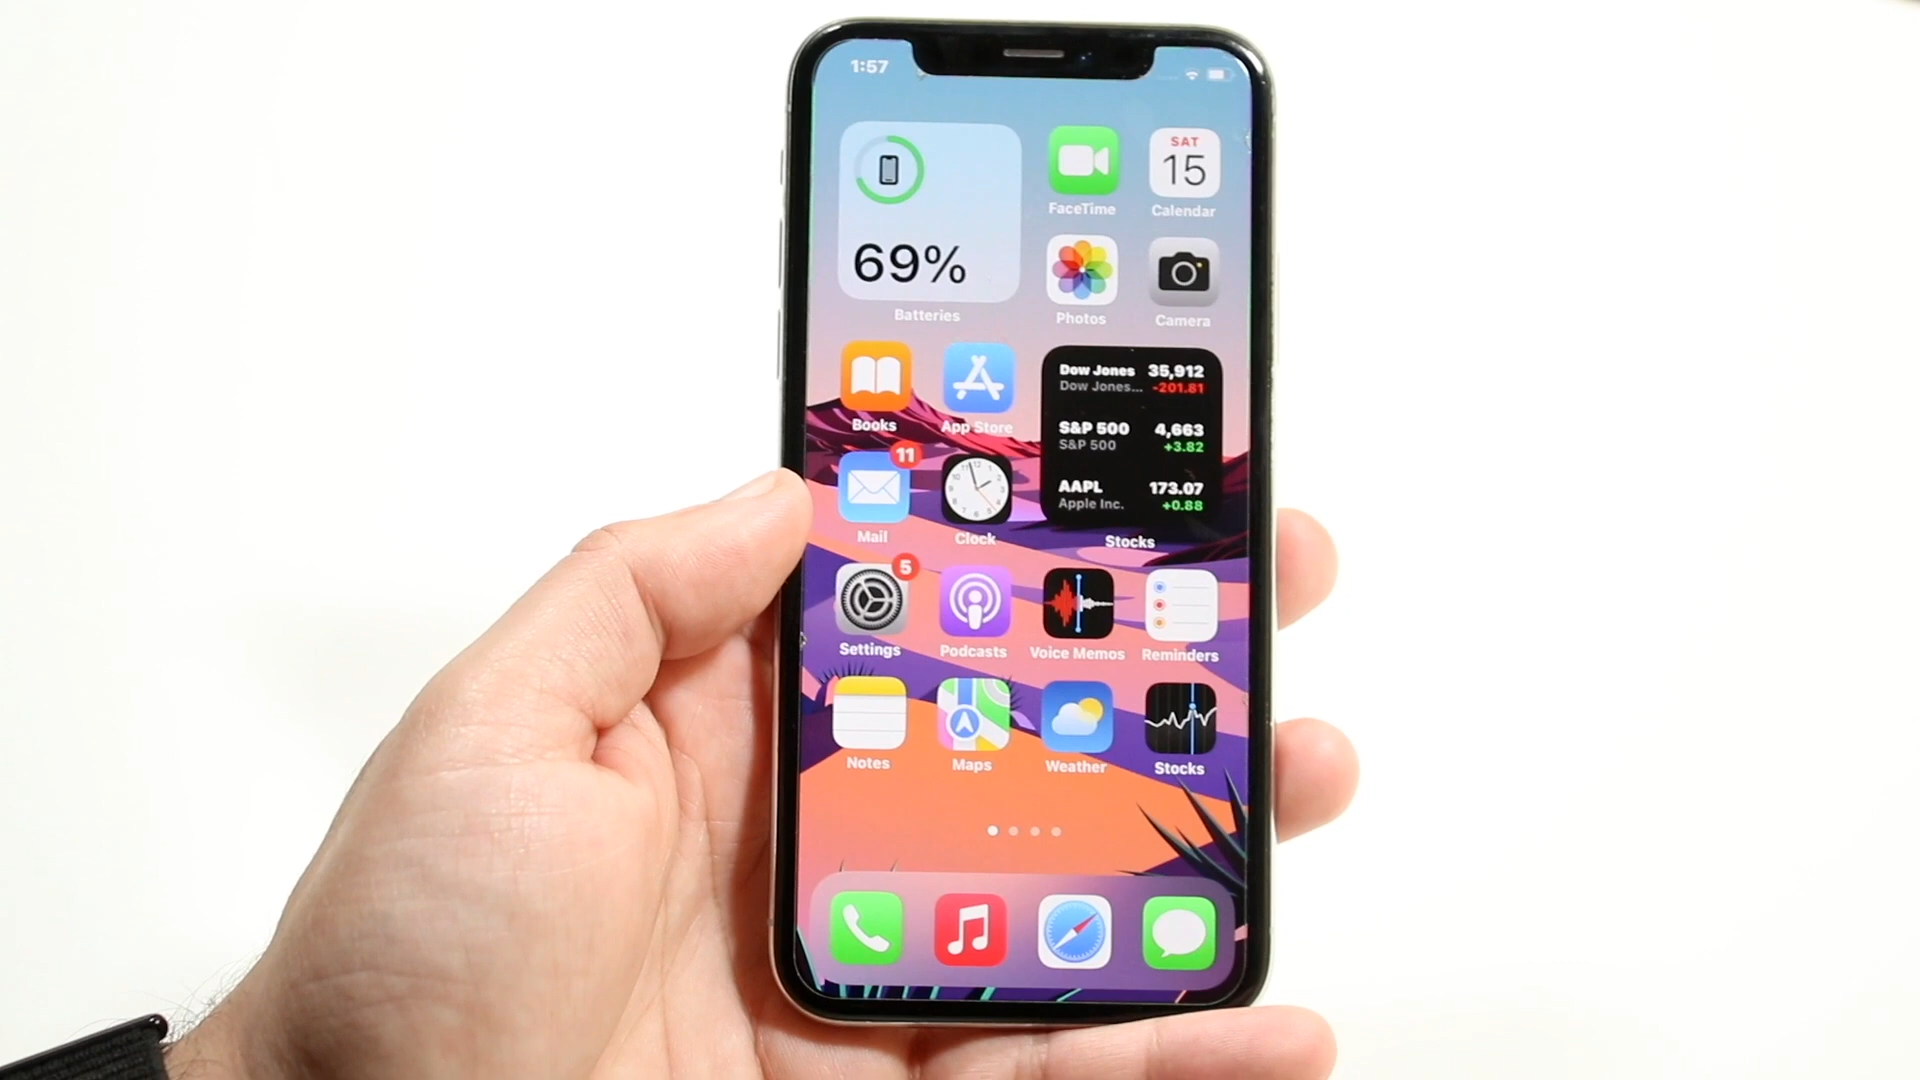 1:57
SAT
15
FaceTime
Calendar
69%
Batteries
Photos
Camera
Books
App Store
Dow Jones 35,912
Dow Jones... -201.81
S&P 500 4,663
S&P 500 +3.82
AAPL 173.07
Apple Inc. +0.88
Stocks
11
Mail
Clock
5
Settings
Podcasts
Voice Memos
Reminders
Notes
Maps
Weather
Stocks